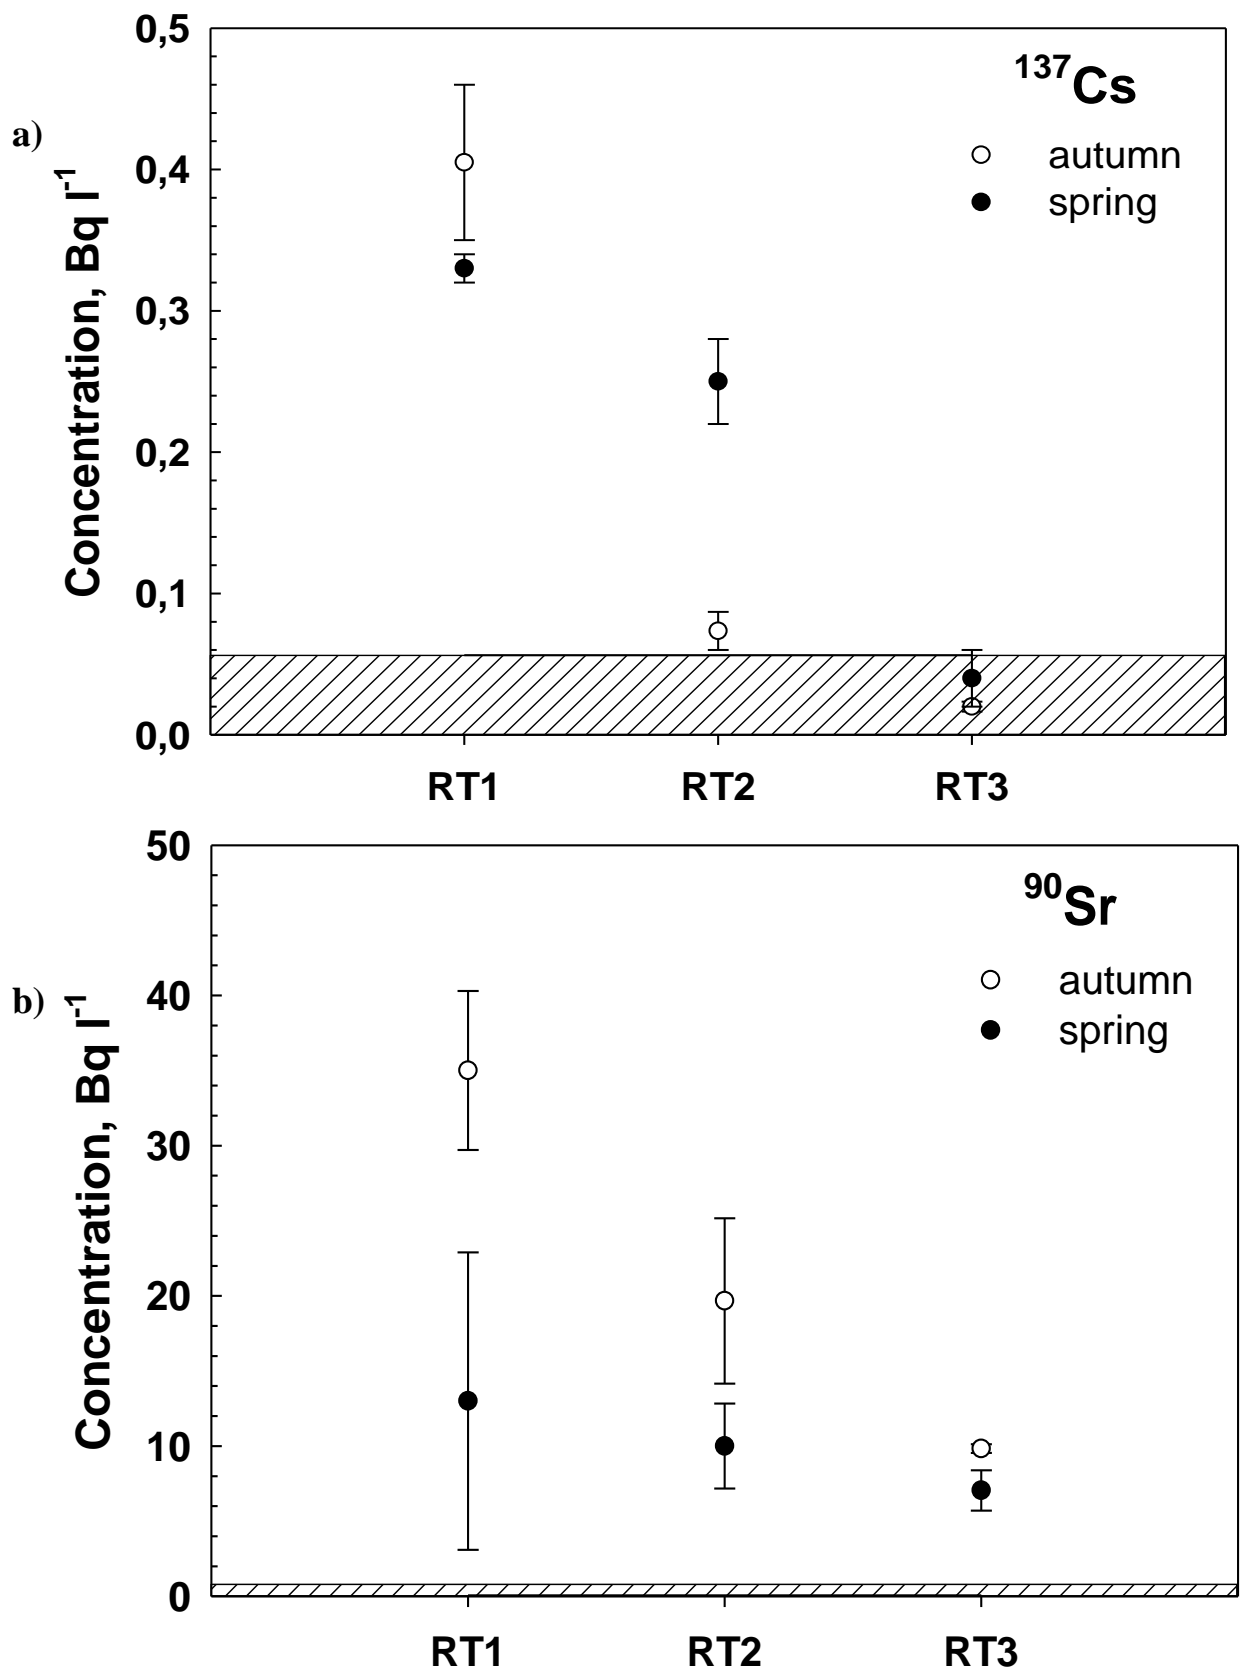 a)
Concentration, Bq l⁻¹
0,5
0,4
0,3
0,2
0,1
0,0
¹³⁷Cs
autumn
spring
RT1 RT2 RT3
b)
Concentration, Bq l⁻¹
50
40
30
20
10
0
⁹⁰Sr
autumn
spring
RT1 RT2 RT3